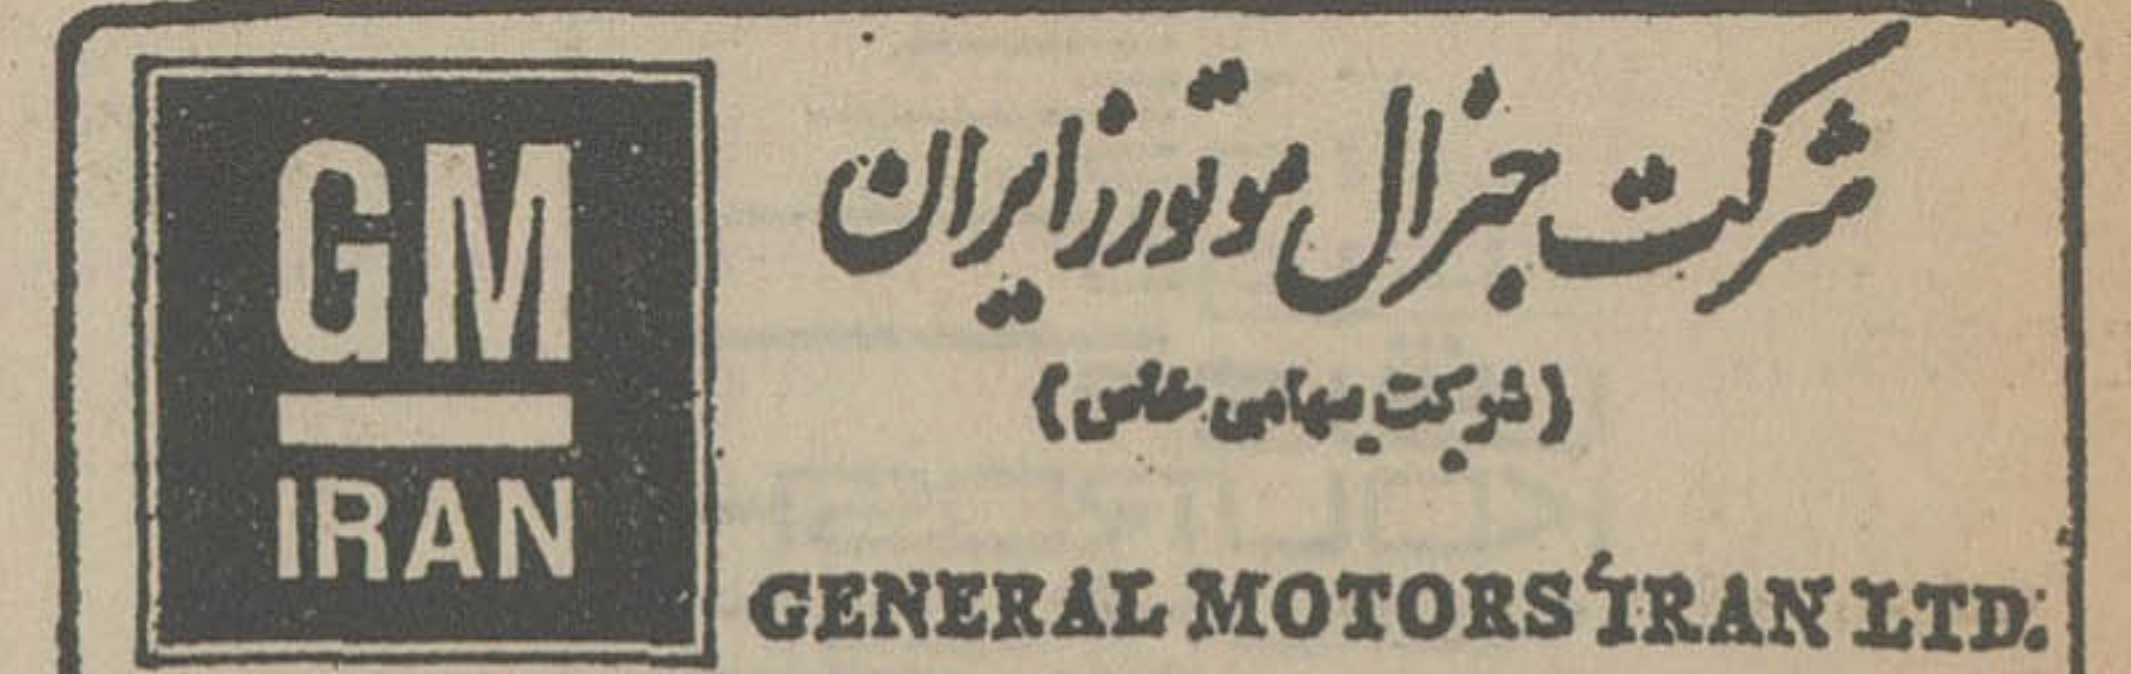 GM
IRAN
شرکت جنرال موتورز ایران
(شرکت سهامی خاص)
GENERAL MOTORS IRAN LTD.